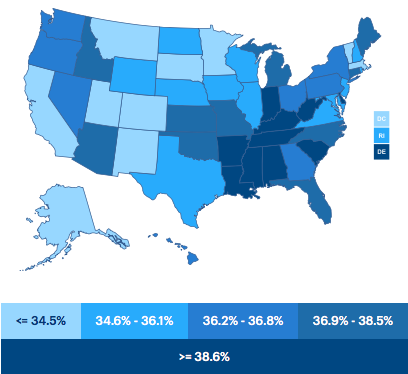 DC
RI
DE
<= 34.5%
34.6% - 36.1%
36.2% - 36.8%
36.9% - 38.5%
>= 38.6%